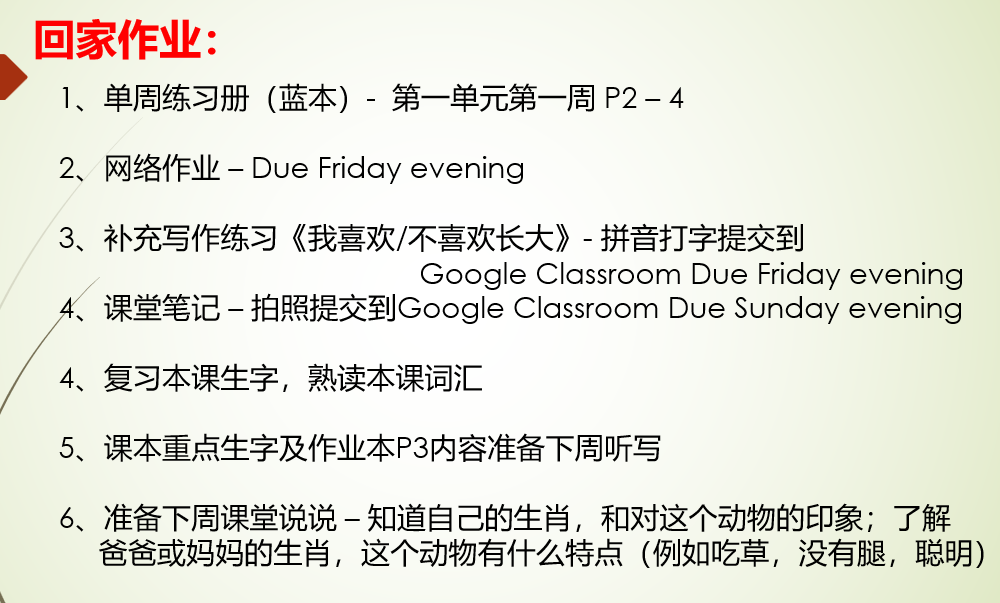 回家作业：
1、单周练习册（蓝本）- 第一单元第一周 P2 – 4
2、网络作业 – Due Friday evening
3、补充写作练习《我喜欢/不喜欢长大》- 拼音打字提交到
Google Classroom Due Friday evening
4、课堂笔记 – 拍照提交到Google Classroom Due Sunday evening
4、复习本课生字，熟读本课词汇
5、课本重点生字及作业本P3内容准备下周听写
6、准备下周课堂说说 – 知道自己的生肖，和对这个动物的印象；了解
爸爸或妈妈的生肖，这个动物有什么特点（例如吃草，没有腿，聪明）